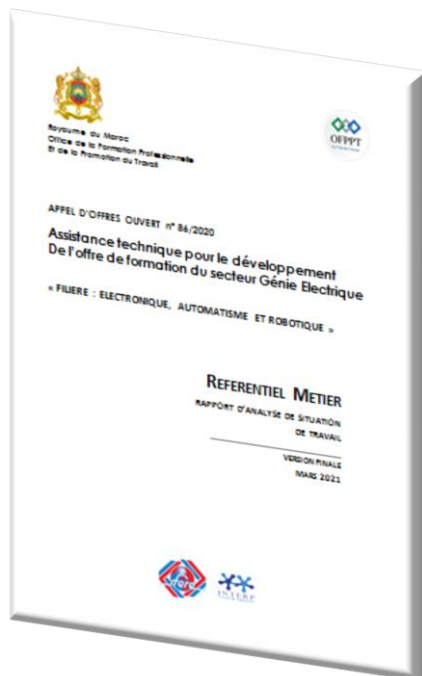 Royaume du Maroc
Office de la Formation Professionnelle
Et de la Promotion du Travail
OFPPT
APPEL D'OFFRES OUVERT n° 86/2020
Assistance technique pour le développement
De l'offre de formation du secteur Génie Electrique
« FILIERE : ELECTRONIQUE, AUTOMATISME ET ROBOTIQUE »
REFERENTIEL METIER
RAPPORT D'ANALYSE DE SITUATION
DE TRAVAIL
VERSION FINALE
MARS 2021
INTERP